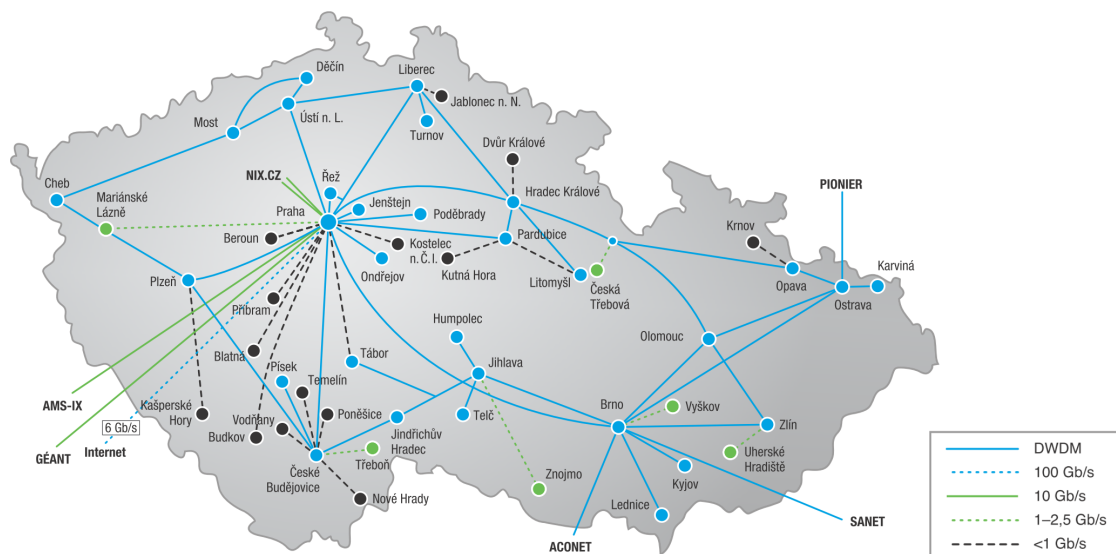 Děčín
Liberec
Jablonec n. N.
Ústí n. L.
Most
Turnov
Dvůr Králové
Cheb
Mariánské
Lázně
NIX.CZ
Řež
Hradec Králové
PIONIER
Jenštejn
Praha
Poděbrady
Krnov
Beroun
Kostelec
n.Č.l.
Pardubice
Karviná
Plzeň
Ondřejov
Kutná Hora
Litomyšl
Česká
Třebová
Opava
Ostrava
Příbram
Humpolec
Olomouc
Blatná
Písek
Tábor
Jihlava
Temelín
AMS-IX
Kašperské
Hory
Vodňany
Poněšice
Telč
Brno
Vyškov
Zlín
6 Gb/s
Budkov
Jindřichův
Hradec
GÉANT
Internet
České
Budějovice
Třeboň
Uherské
Hradiště
Znojmo
Kyjov
Nové Hrady
Lednice
SANET
ACONET
DWDM
100 Gb/s
10 Gb/s
1–2,5 Gb/s
<1 Gb/s